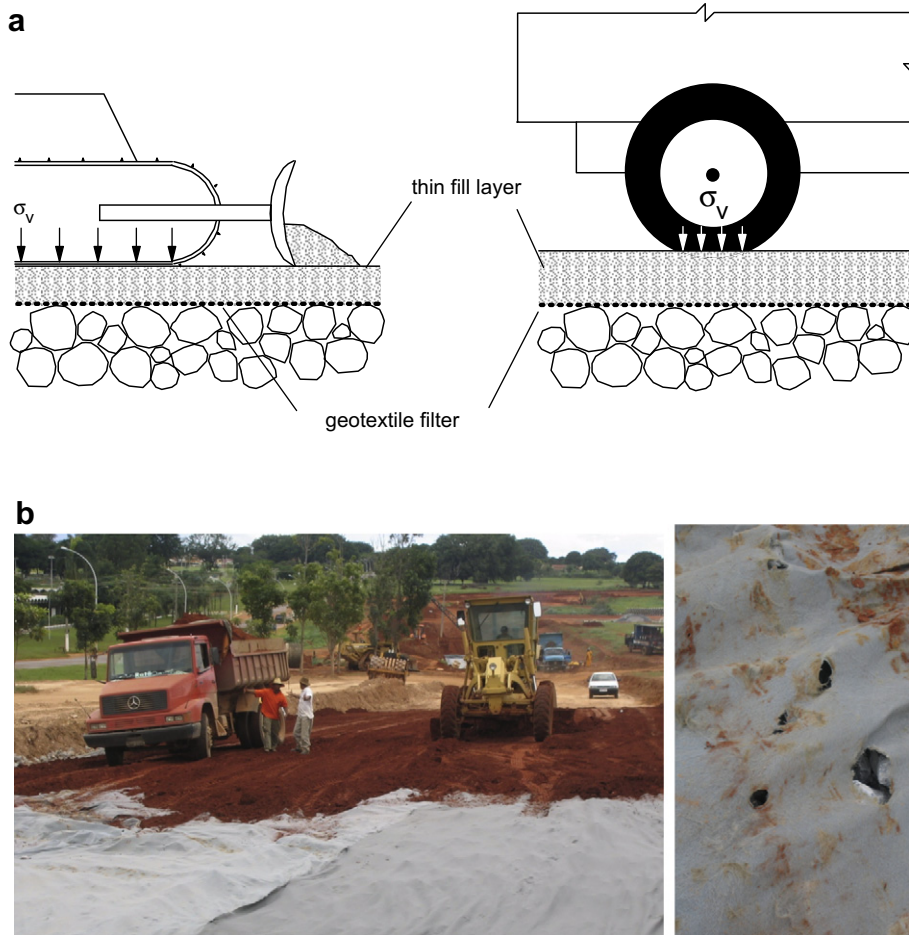 a
σv
thin fill layer
σv
geotextile filter
b